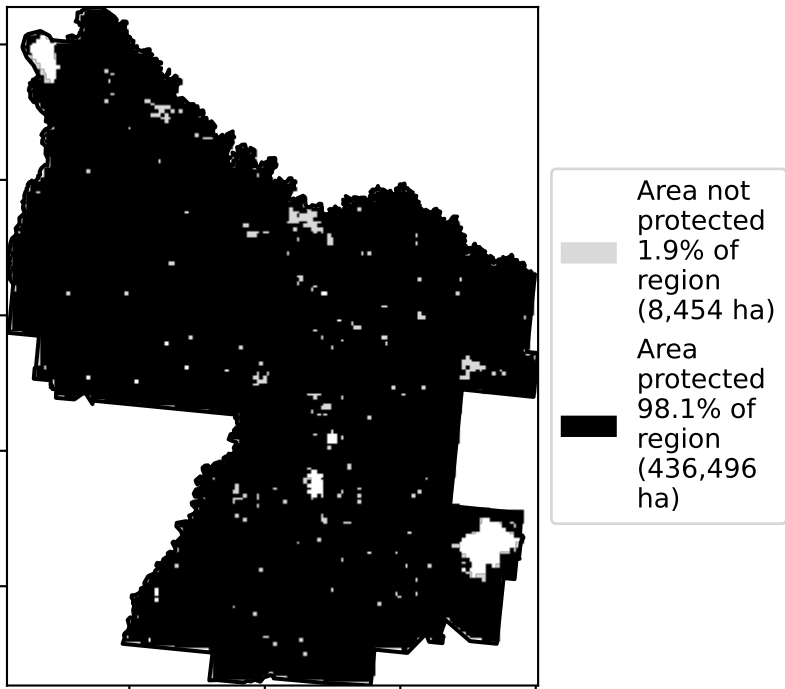 Area not
protected
1.9% of
region
(8,454 ha)
Area
protected
98.1% of
region
(436,496
ha)